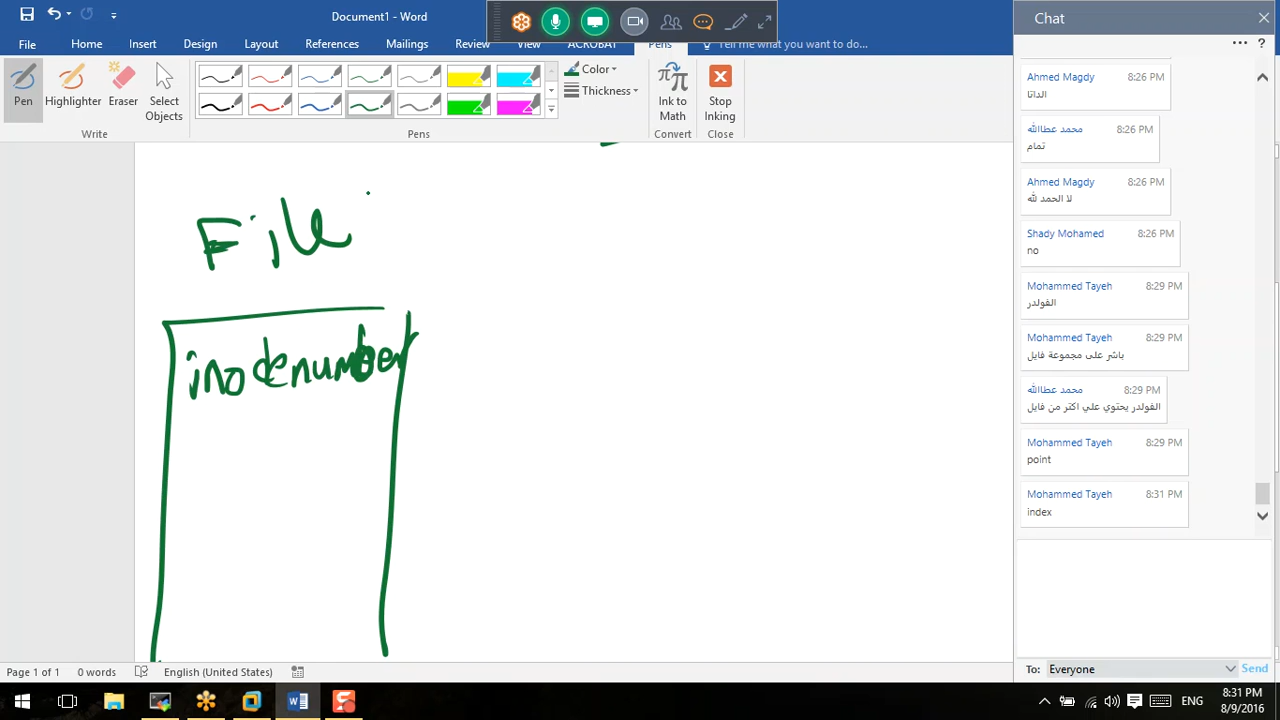 Document1 - Word
File
Home
Insert
Design
Layout
References
Mailings
Review
View
ACROBAT
Pens
Tell me what you want to do...
Pen
Highlighter
Eraser
Select Objects
Color
Thickness
Ink to Math
Stop Inking
Write
Pens
Convert
Close
File
inode number
Page 1 of 1
0 words
English (United States)
Chat
Ahmed Magdy 8:26 PM
الداتا
محمد عطاالله 8:26 PM
تمام
Ahmed Magdy 8:26 PM
لا الحمد لله
Shady Mohamed 8:26 PM
no
Mohammed Tayeh 8:29 PM
الفولدر
Mohammed Tayeh 8:29 PM
باشر على مجموعة فايل
محمد عطاالله 8:29 PM
الفولدر يحتوي علي اكتر من فايل
Mohammed Tayeh 8:29 PM
point
Mohammed Tayeh 8:31 PM
index
To: Everyone
Send
ENG
8:31 PM
8/9/2016